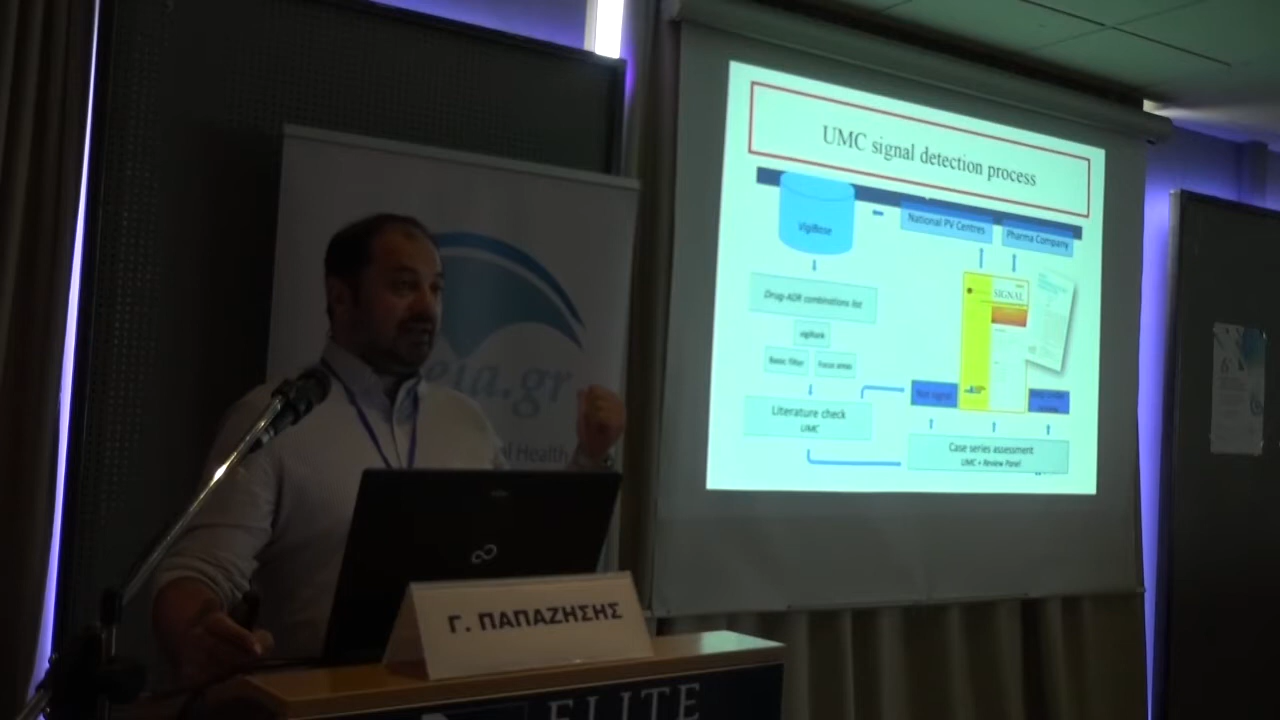 UMC signal detection process
VigiBase
National PV Centres
Pharma Company
Drug-ADR combinations list
vigiRank
Basic filter
Focus areas
SIGNAL
Literature check
UMC
Not signal
Case series assessment
UMC + Review Panel
eia.gr
al Health
Γ. ΠΑΠΑΖΗΣΗΣ
ELITE